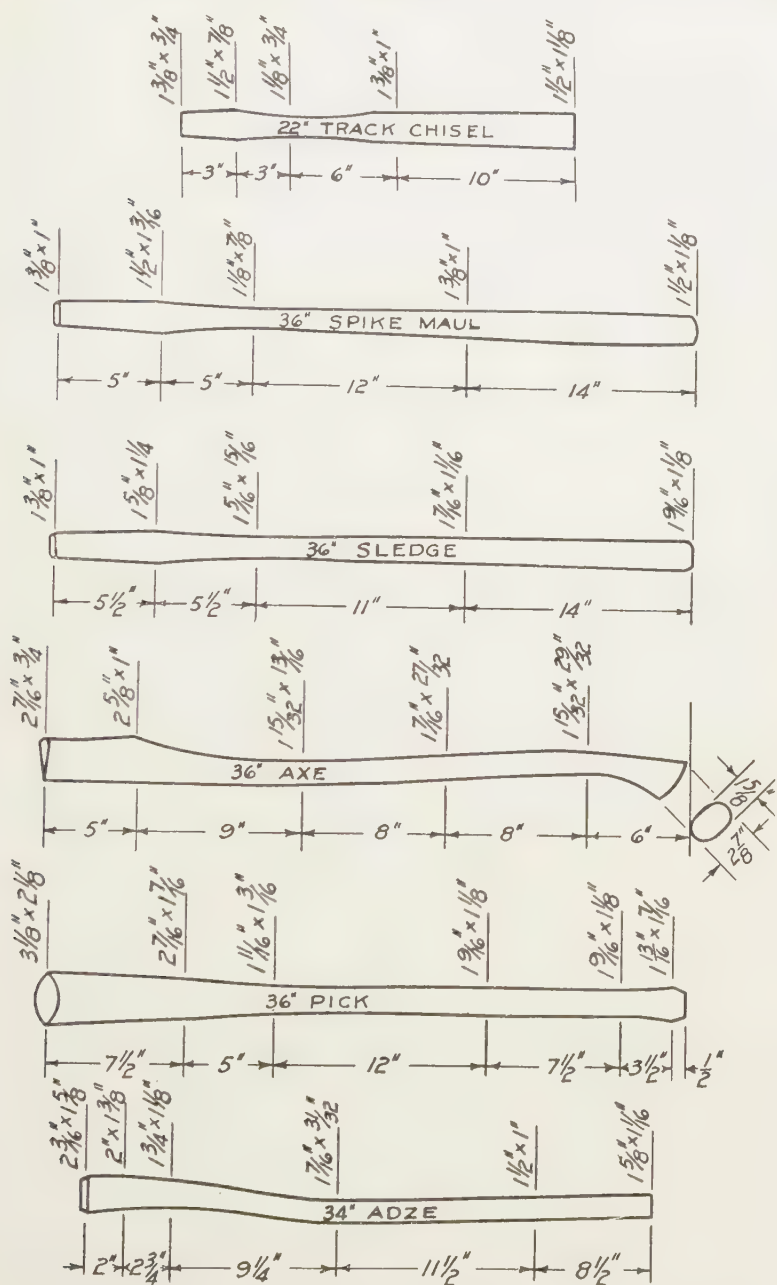 1 3/8" x 3/4"
1 1/2" x 7/8"
1 1/8" x 3/4"
1 3/8" x 1"
1 1/2" x 1 1/8"
22" TRACK CHISEL
3" 3" 6" 10"
1 3/8" x 1"
1 1/2" x 1 3/16"
1 1/8" x 7/8"
1 3/8" x 1"
1 1/2" x 1 1/8"
36" SPIKE MAUL
5" 5" 12" 14"
1 3/8" x 1"
1 5/8" x 1 1/4
1 5/16" x 15/16"
1 7/16" x 1 1/16"
1 9/16" x 1 1/8"
36" SLEDGE
5 1/2" 5 1/2" 11" 14"
2 7/16" x 3/4"
2 5/8" x 1"
1 15/32" x 13/16"
1 7/16" x 27/32"
1 15/32" x 29/32"
36" AXE
5" 9" 8" 8" 6"
1 5/8"
2 7/8"
3 1/8" x 2 1/8"
2 7/16" x 1 7/16"
1 11/16" x 1 3/16"
1 9/16" x 1 1/8"
1 9/16" x 1 1/8"
1 13/16" x 1 7/16"
36" PICK
7 1/2" 5" 12" 7 1/2" 3 1/2" 1/2"
2 3/16" x 1 5/8"
2" x 1 3/8"
1 3/4" x 1 1/8"
1 7/16" x 31/32"
1 1/2" x 1"
1 5/8" x 1 1/16"
34" ADZE
2" 2 3/4" 9 1/4" 11 1/2" 8 1/2"